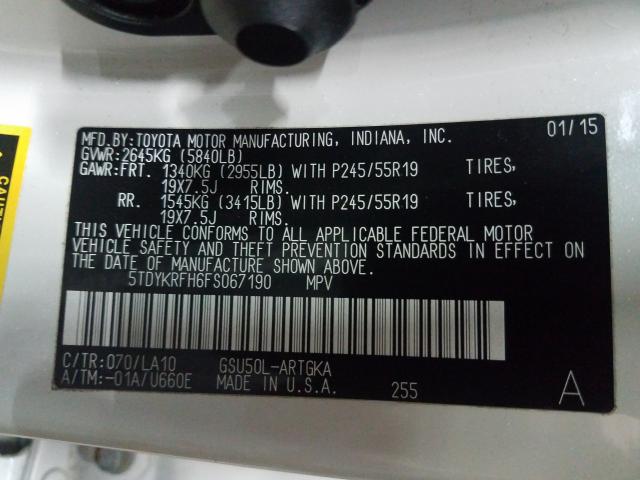 MFD.BY:TOYOTA MOTOR MANUFACTURING, INDIANA, INC. 01/15
GVWR:2645KG (5840LB)
GAWR:FRT. 1340KG (2955LB) WITH P245/55R19 TIRES,
19X7.5J RIMS.
RR. 1545KG (3415LB) WITH P245/55R19 TIRES,
19X7.5J RIMS.
THIS VEHICLE CONFORMS TO ALL APPLICABLE FEDERAL MOTOR
VEHICLE SAFETY AND THEFT PREVENTION STANDARDS IN EFFECT ON
THE DATE OF MANUFACTURE SHOWN ABOVE.
5TDYKRFH6FS067190 MPV
C/TR:070/LA10 GSU50L-ARTGKA
A/TM:-01A/U660E MADE IN U.S.A. 255 A